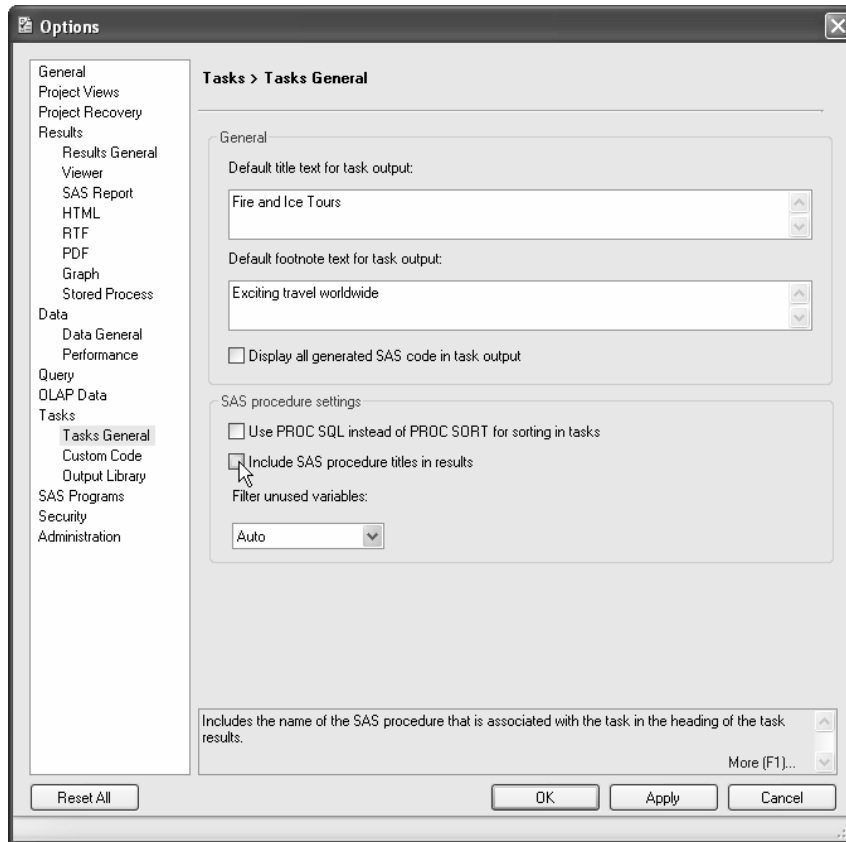 Options
General
Project Views
Project Recovery
Results
Results General
Viewer
SAS Report
HTML
RTF
PDF
Graph
Stored Process
Data
Data General
Performance
Query
OLAP Data
Tasks
Tasks General
Custom Code
Output Library
SAS Programs
Security
Administration
Tasks > Tasks General
General
Default title text for task output:
Fire and Ice Tours
Default footnote text for task output:
Exciting travel worldwide
Display all generated SAS code in task output
SAS procedure settings
Use PROC SQL instead of PROC SORT for sorting in tasks
Include SAS procedure titles in results
Filter unused variables:
Auto
Includes the name of the SAS procedure that is associated with the task in the heading of the task
results.
More (F1)...
Reset All
OK
Apply
Cancel